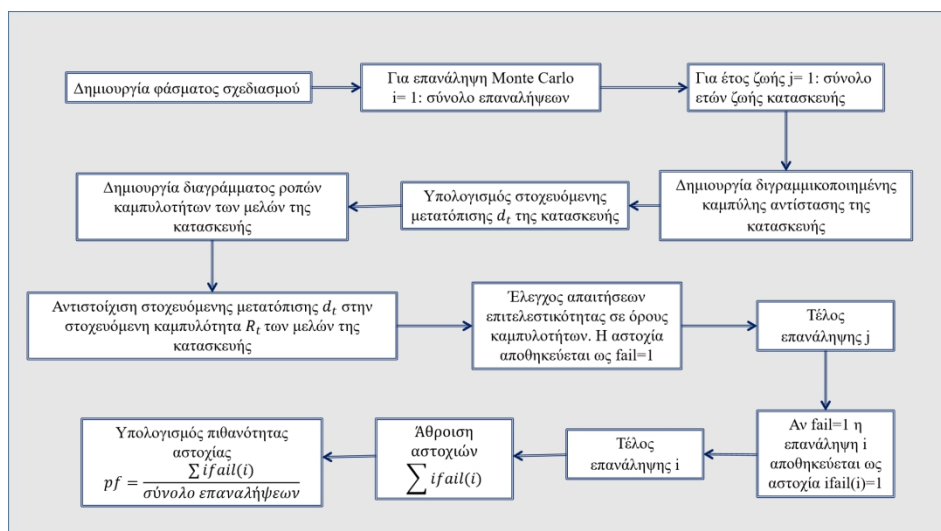 Δημιουργία φάσματος σχεδιασμού
Για επανάληψη Monte Carlo
i= 1: σύνολο επαναλήψεων
Για έτος ζωής j= 1: σύνολο
ετών ζωής κατασκευής
Δημιουργία διγραμμικοποιημένης
καμπύλης αντίστασης της
κατασκευής
Υπολογισμός στοχευόμενης
μετατόπισης d_t της κατασκευής
Δημιουργία διαγράμματος ροπών
καμπυλοτήτων των μελών της
κατασκευής
Αντιστοίχιση στοχευόμενης μετατόπισης d_t στην
στοχευόμενη καμπυλότητα R_t των μελών της
κατασκευής
Έλεγχος απαιτήσεων
επιτελεστικότητας σε όρους
καμπυλοτήτων. Η αστοχία
αποθηκεύεται ως fail=1
Τέλος
επανάληψης j
Αν fail=1 η
επανάληψη i
αποθηκεύεται ως
αστοχία ifail(i)=1
Τέλος
επανάληψης i
Άθροιση
αστοχιών
∑ ifail(i)
Υπολογισμός πιθανότητας
αστοχίας
pf = ∑ ifail(i) / σύνολο επαναλήψεων